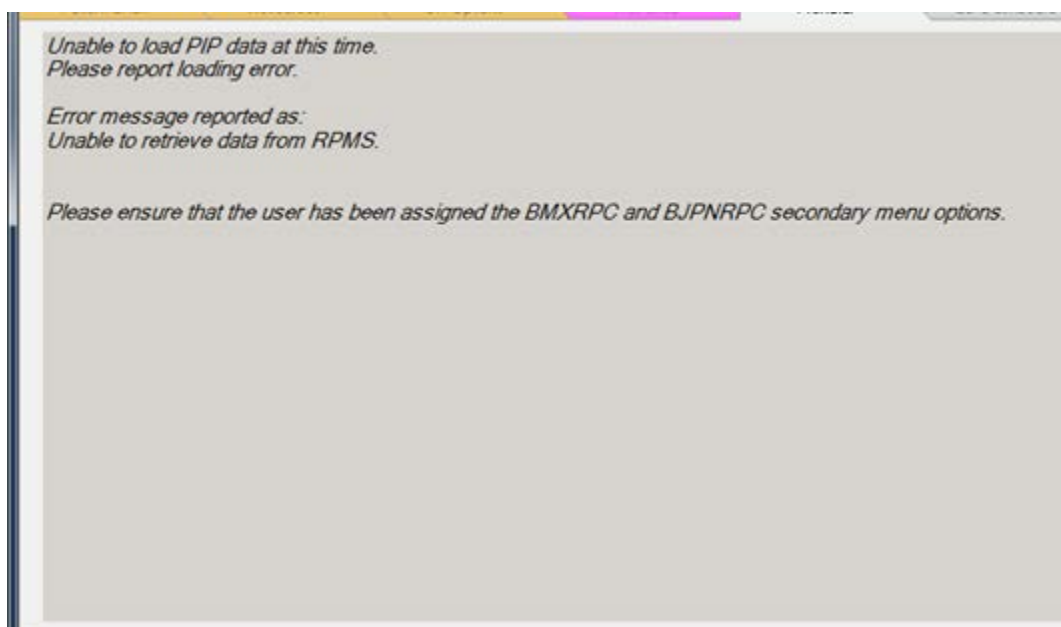 Unable to load PIP data at this time.
Please report loading error.
Error message reported as:
Unable to retrieve data from RPMS.
Please ensure that the user has been assigned the BMXRPC and BJPNRPC secondary menu options.